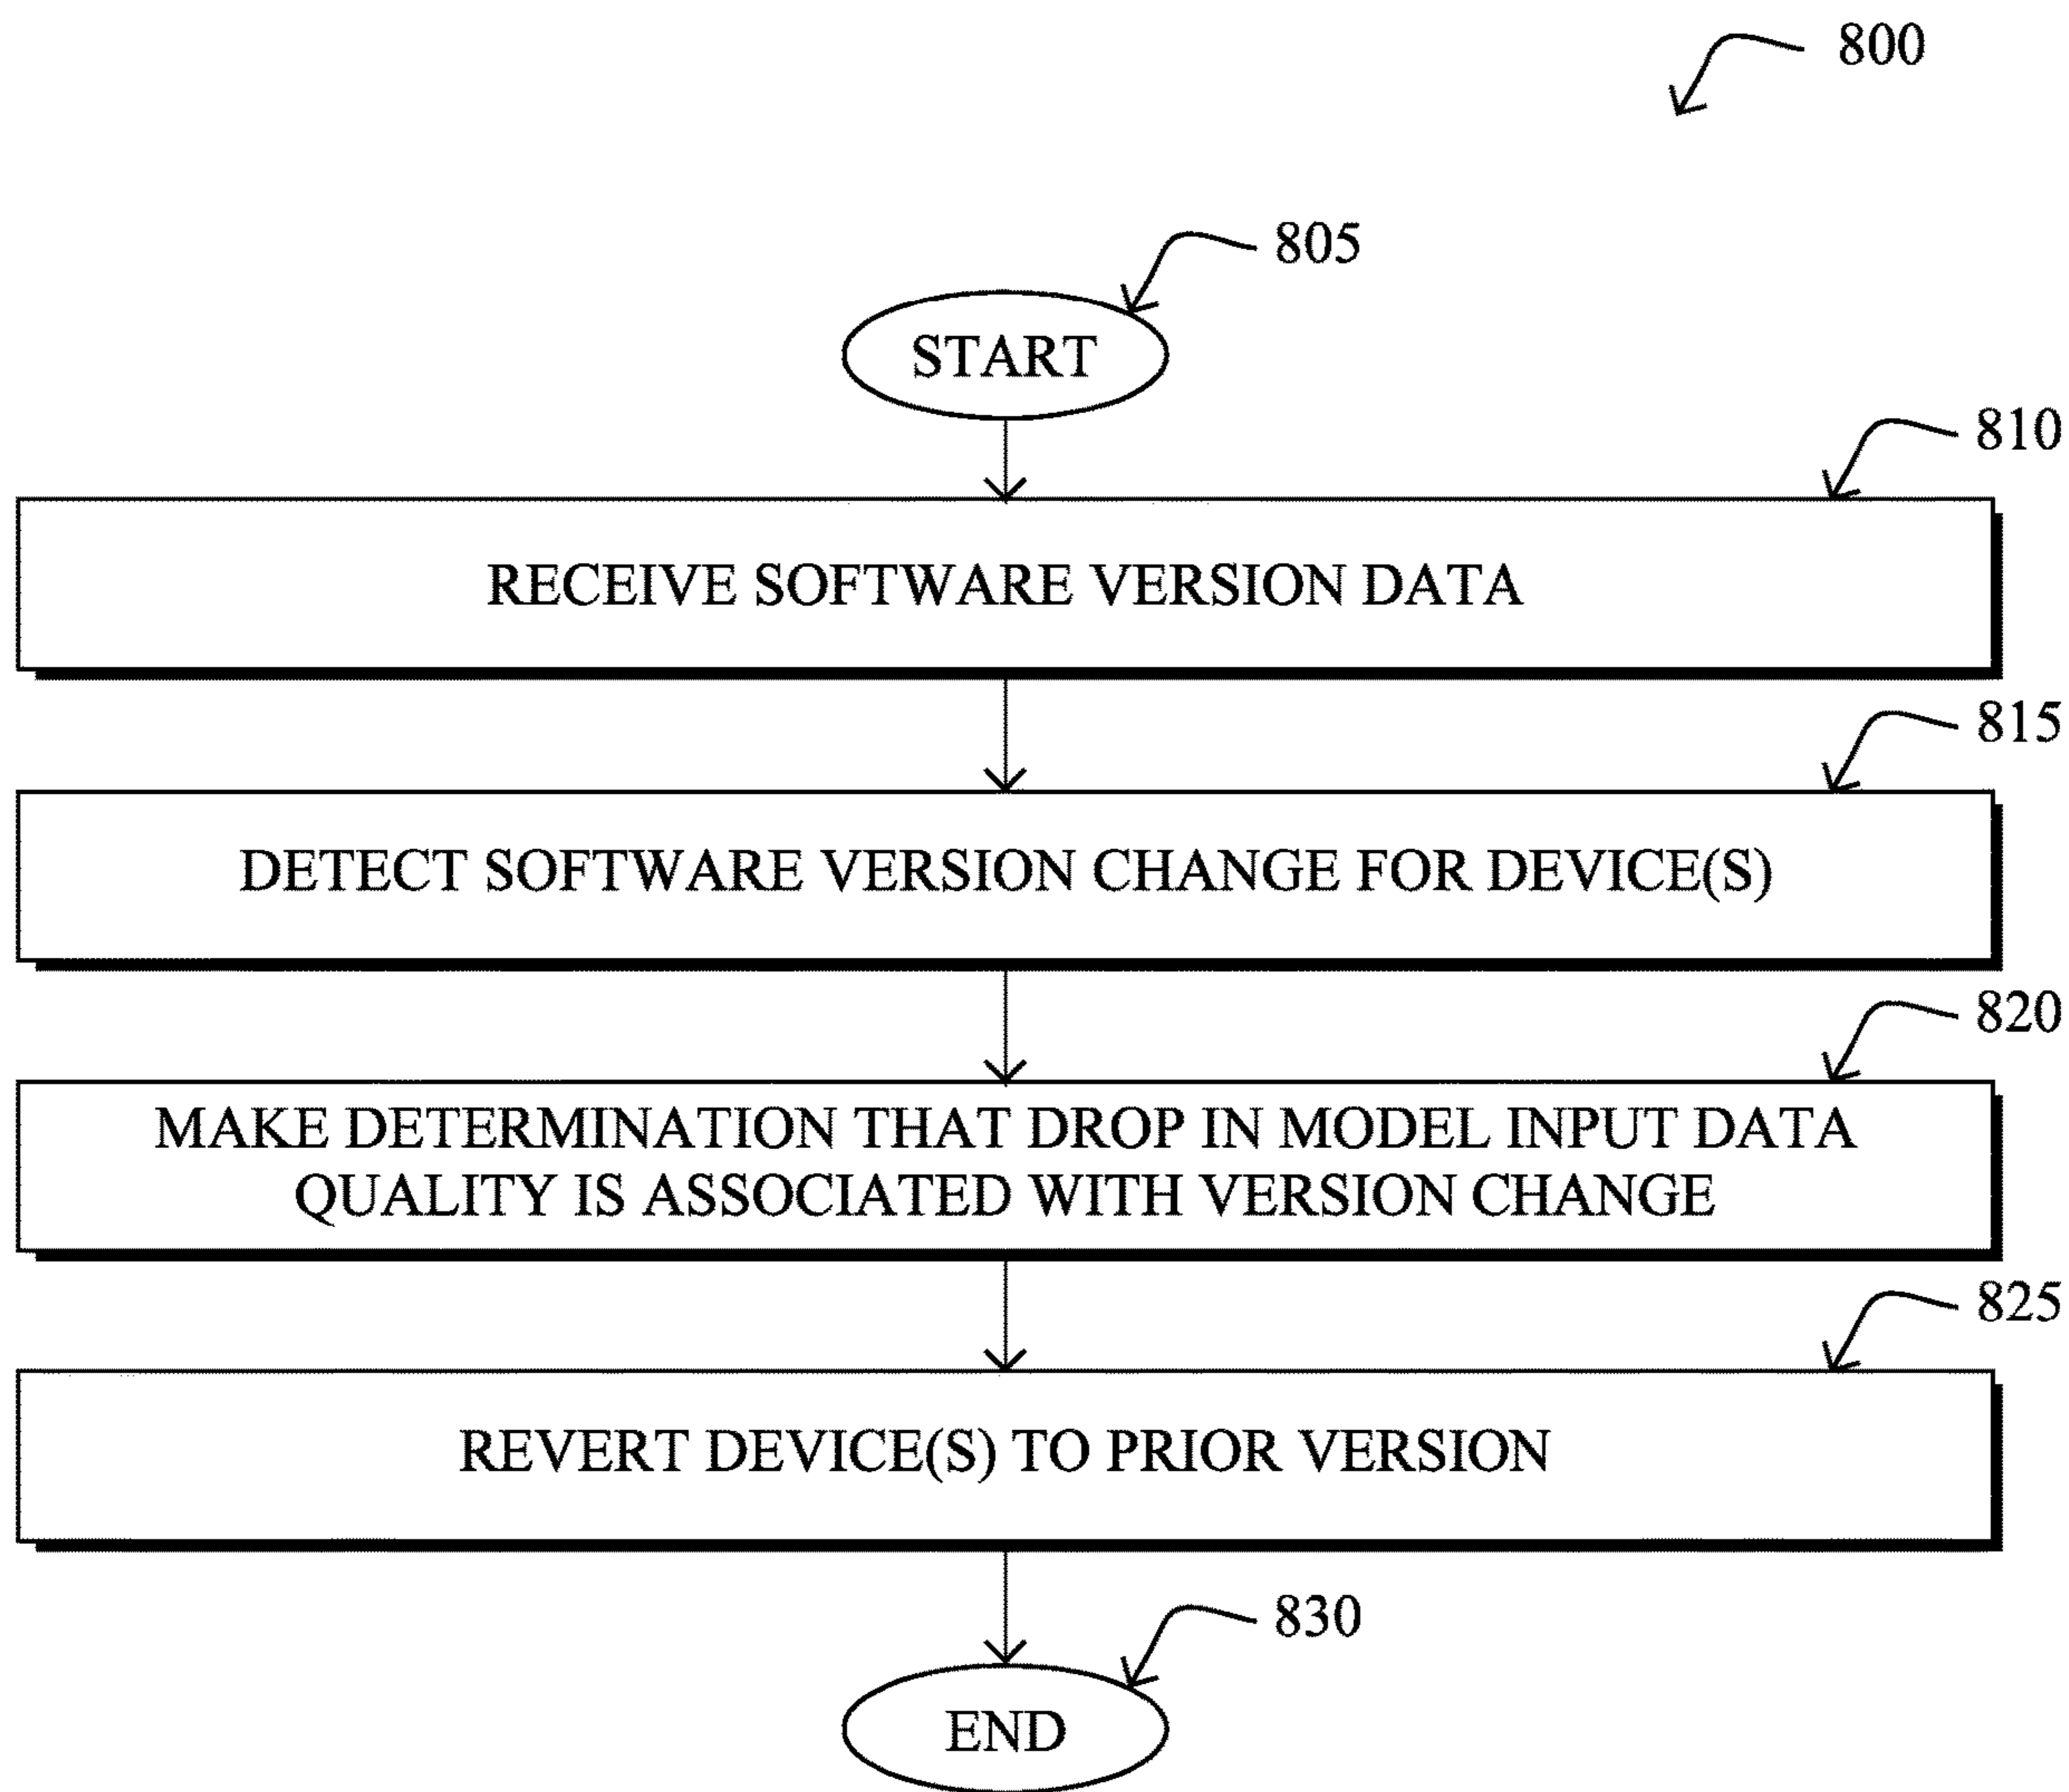 800
805
START
810
RECEIVE SOFTWARE VERSION DATA
815
DETECT SOFTWARE VERSION CHANGE FOR DEVICE(S)
820
MAKE DETERMINATION THAT DROP IN MODEL INPUT DATA
QUALITY IS ASSOCIATED WITH VERSION CHANGE
825
REVERT DEVICE(S) TO PRIOR VERSION
830
END